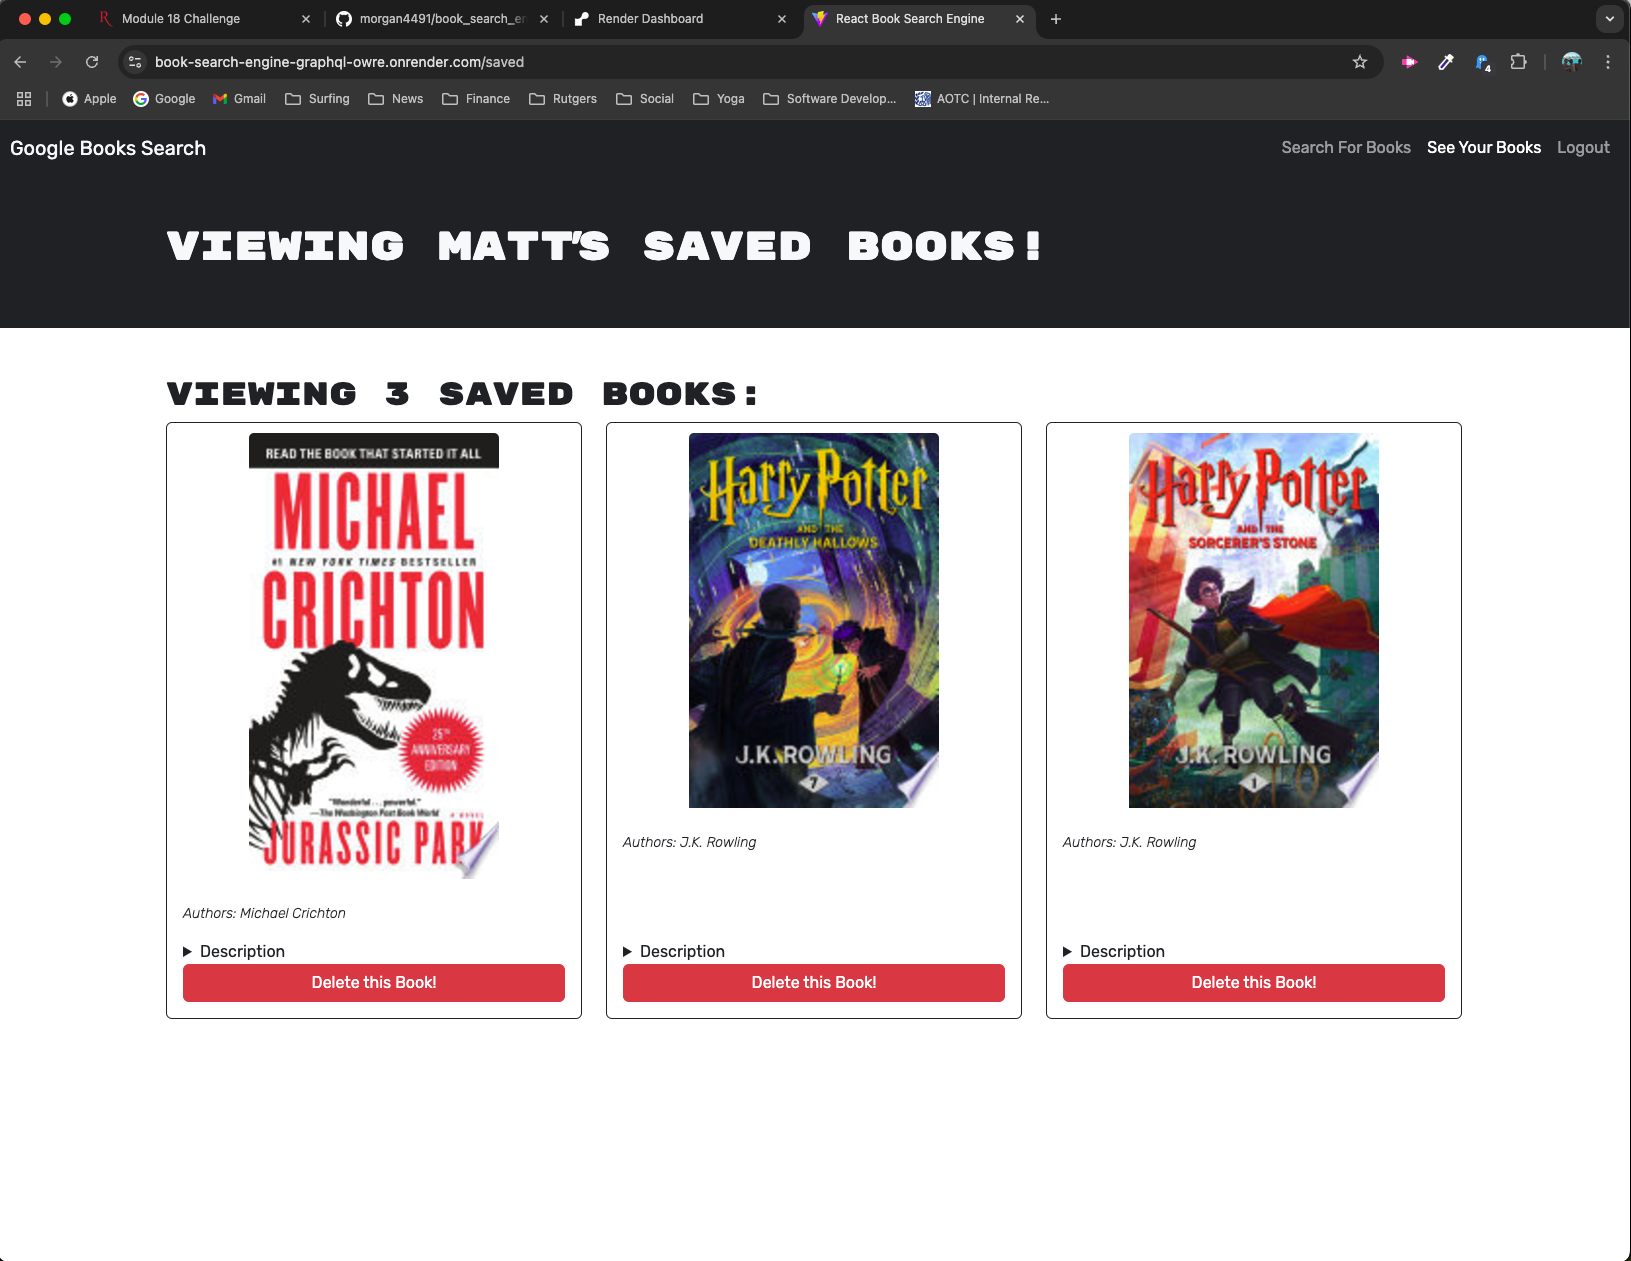 Module 18 Challenge
morgan4491/book_search_er
Render Dashboard
React Book Search Engine
book-search-engine-graphql-owre.onrender.com/saved
4
Apple
Google
Gmail
Surfing
News
Finance
Rutgers
Social
Yoga
Software Develop...
AOTC | Internal Re...
Google Books Search
Search For Books
See Your Books
Logout
VIEWING MATT'S SAVED BOOKS!
VIEWING 3 SAVED BOOKS:
READ THE BOOK THAT STARTED IT ALL
MICHAEL
#1 NEW YORK TIMES BESTSELLER
CRICHTON
25TH
ANNIVERSARY
EDITION
"Wonderful . . . powerful."
—The Washington Post Book World
A NOVEL
JURASSIC PARK
Authors: Michael Crichton
Description
Delete this Book!
Harry Potter
AND THE
DEATHLY HALLOWS
J.K. ROWLING
7
Authors: J.K. Rowling
Description
Delete this Book!
Harry Potter
AND THE
SORCERER'S STONE
J.K. ROWLING
1
Authors: J.K. Rowling
Description
Delete this Book!